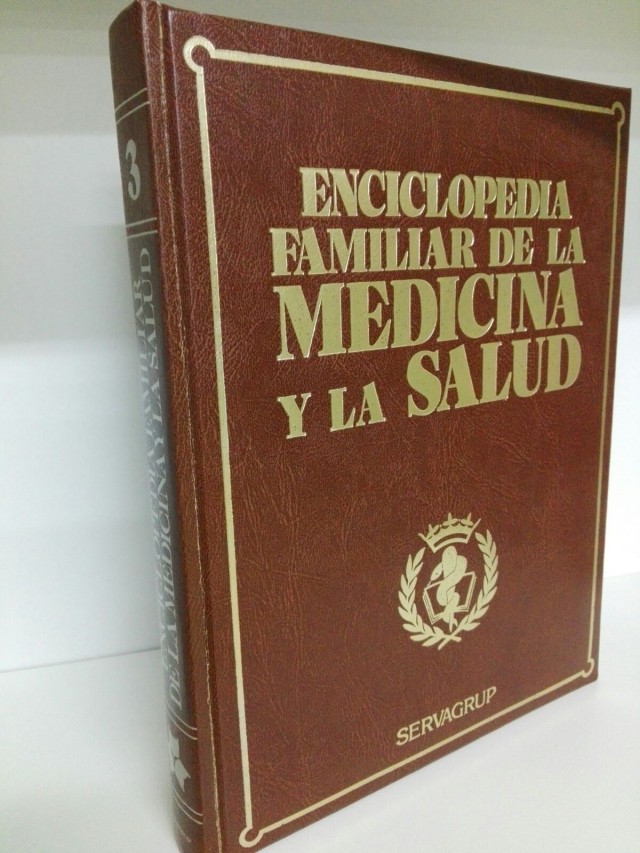 3
ENCICLOPEDIA FAMILIAR
DE LA MEDICINA Y LA SALUD
ENCICLOPEDIA
FAMILIAR DE LA
MEDICINA
Y LA SALUD
SERVAGRUP